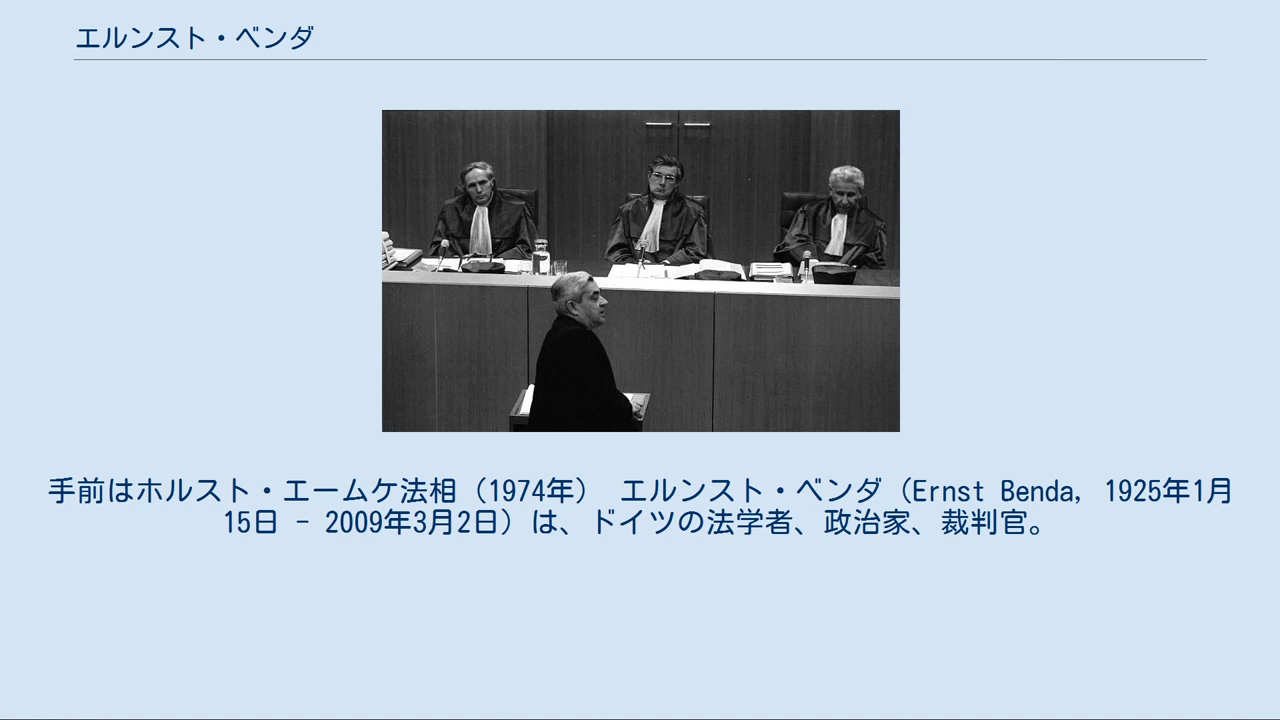 エルンスト・ベンダ
手前はホルスト・エームケ法相（1974年） エルンスト・ベンダ（Ernst Benda, 1925年1月
15日 - 2009年3月2日）は、ドイツの法学者、政治家、裁判官。